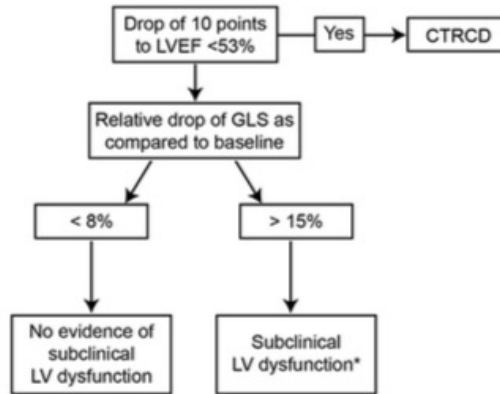 Drop of 10 points
to LVEF <53%
Yes
CTRCD
Relative drop of GLS as
compared to baseline
< 8%
> 15%
No evidence of
subclinical
LV dysfunction
Subclinical
LV dysfunction*